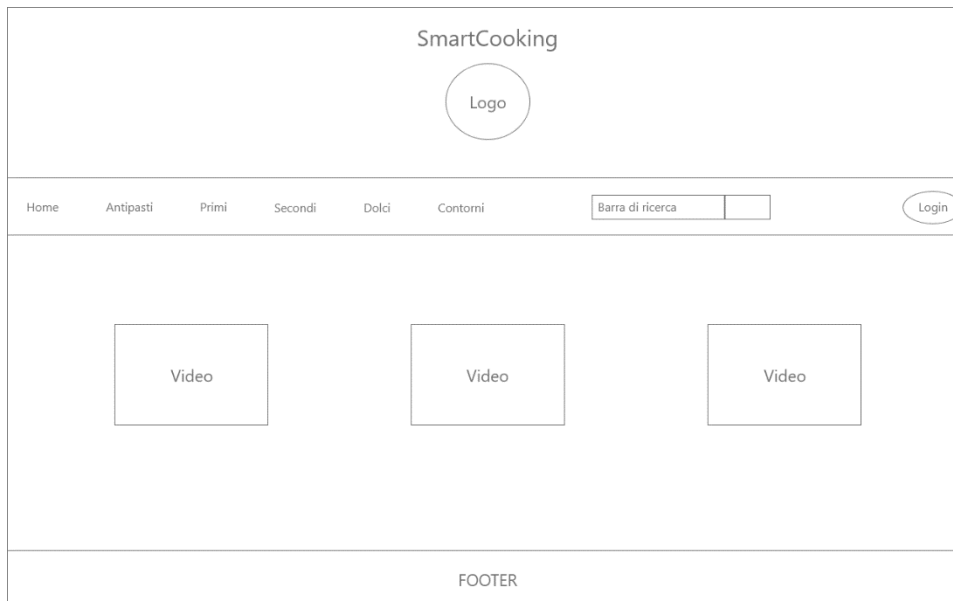 SmartCooking
Logo
Home Antipasti Primi Secondi Dolci Contorni Barra di ricerca Login
Video Video Video
FOOTER